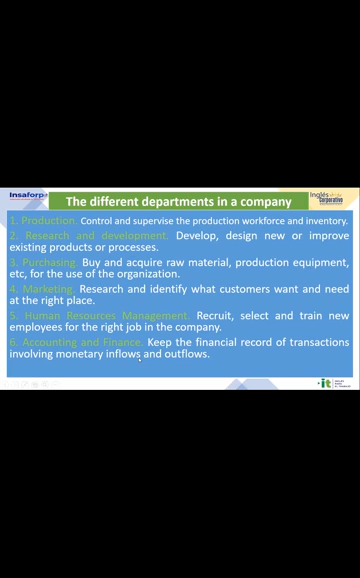 Insaforp
Inglés
corporativo
The different departments in a company
1. Production. Control and supervise the production workforce and inventory.
2. Research and development. Develop, design new or improve
existing products or processes.
3. Purchasing. Buy and acquire raw material, production equipment,
etc, for the use of the organization.
4. Marketing. Research and identify what customers want and need
at the right place.
5. Human Resources Management. Recruit, select and train new
employees for the right job in the company.
6. Accounting and Finance. Keep the financial record of transactions
involving monetary inflows and outflows.
it